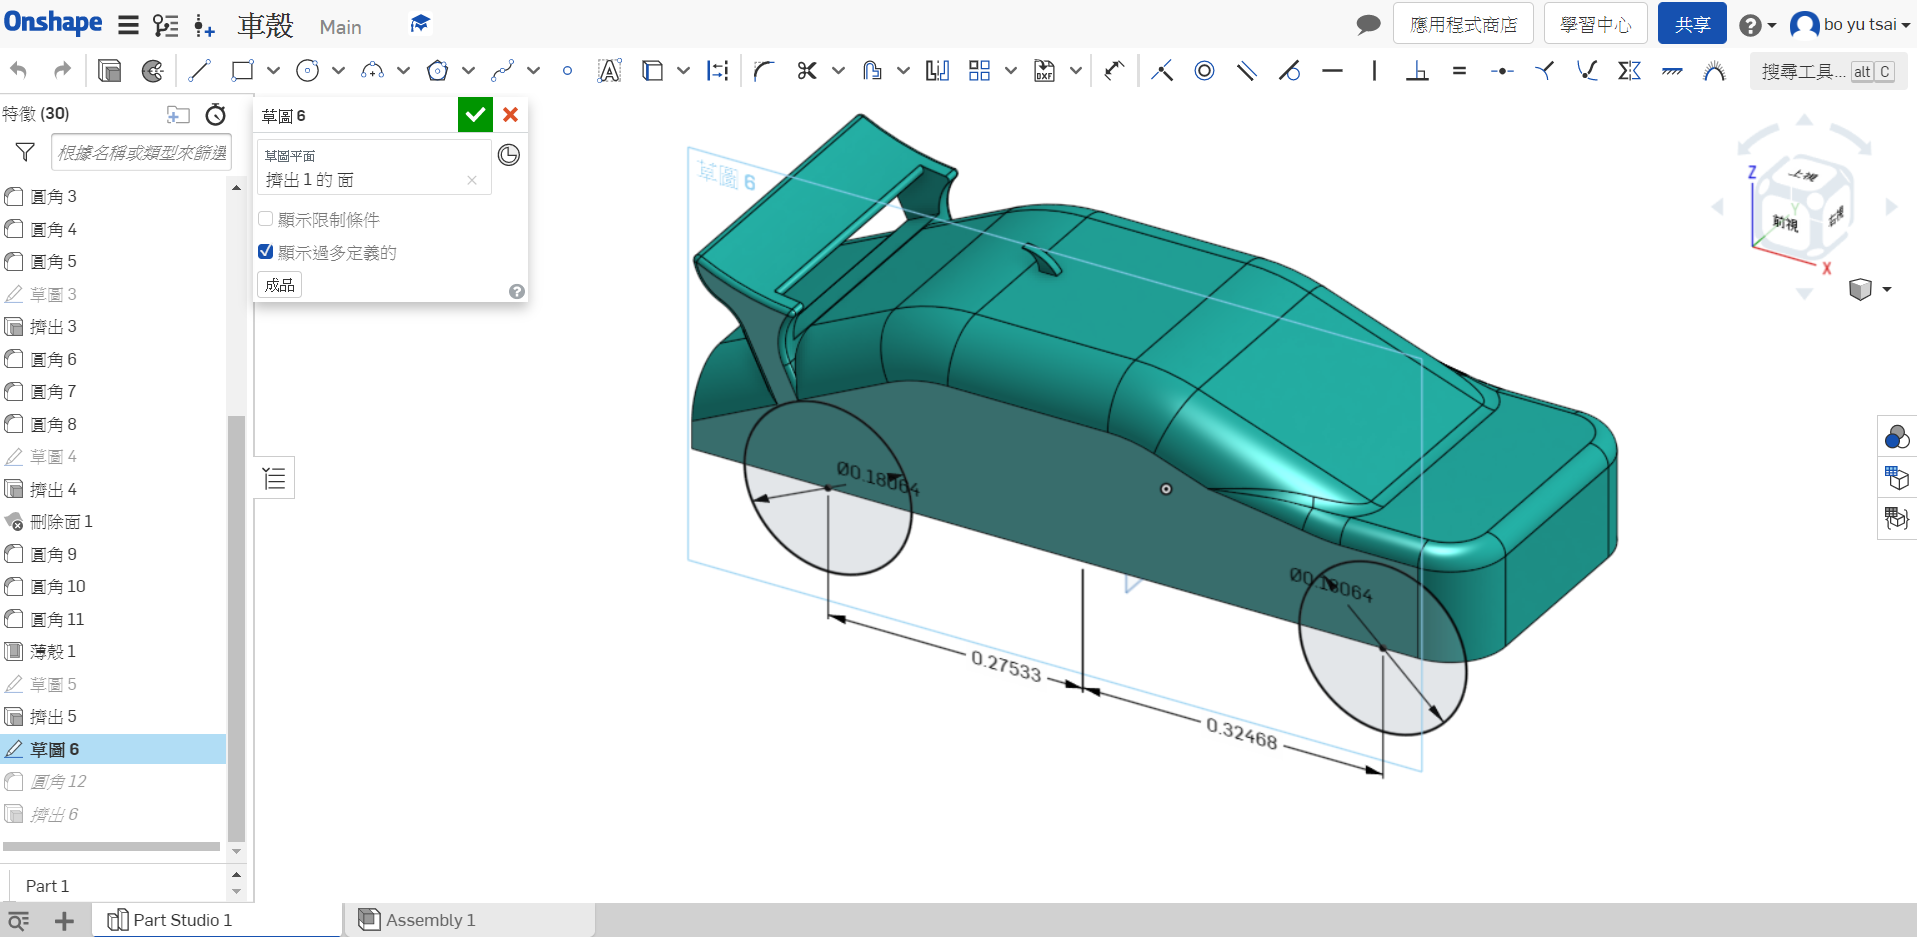 Onshape
車殼 Main
應用程式商店
學習中心
共享
bo yu tsai
DXF
搜尋工具... alt C
特徵 (30)
根據名稱或類型來篩選
圓角 3
圓角 4
圓角 5
草圖 3
擠出 3
圓角 6
圓角 7
圓角 8
草圖 4
擠出 4
刪除面 1
圓角 9
圓角 10
圓角 11
薄殼 1
草圖 5
擠出 5
草圖 6
圓角 12
擠出 6
Part 1
草圖 6
草圖平面
擠出 1 的 面
顯示限制條件
顯示過多定義的
成品
草圖 6
Ø0.18064
Ø0.18064
0.27533
0.32468
Z
上視
Y
前視
右視
X
Part Studio 1
Assembly 1